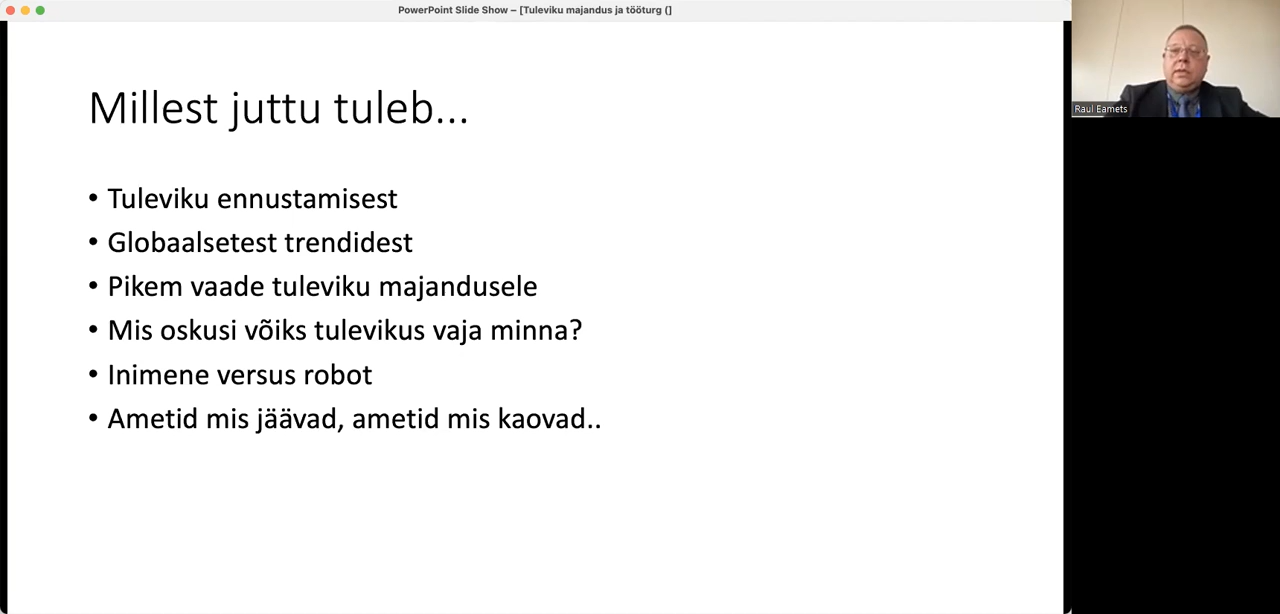 PowerPoint Slide Show – [Tuleviku majandus ja tööturg (]
Millest juttu tuleb...
• Tuleviku ennustamisest
• Globaalsetest trendidest
• Pikem vaade tuleviku majandusele
• Mis oskusi võiks tulevikus vaja minna?
• Inimene versus robot
• Ametid mis jäävad, ametid mis kaovad..
Raul Eamets